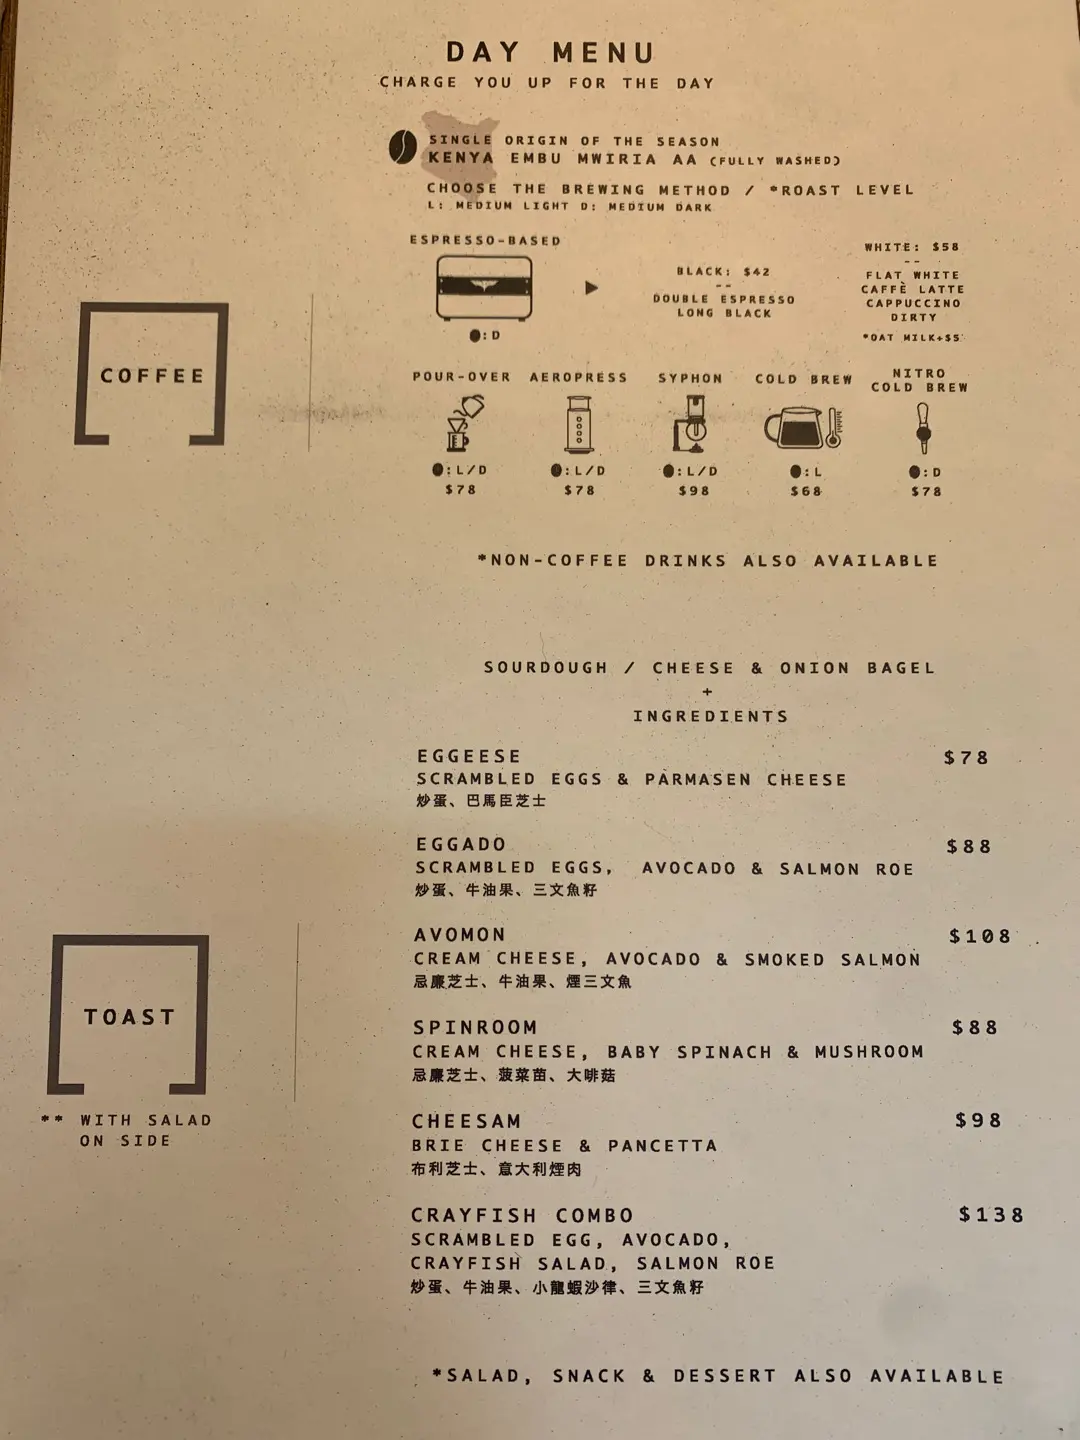 DAY MENU
CHARGE YOU UP FOR THE DAY
SINGLE ORIGIN OF THE SEASON
KENYA EMBU MWIRIA AA (FULLY WASHED)
CHOOSE THE BREWING METHOD / *ROAST LEVEL
L: MEDIUM LIGHT D: MEDIUM DARK
COFFEE
ESPRESSO-BASED
:D
BLACK: $42
--
DOUBLE ESPRESSO
LONG BLACK
WHITE: $58
--
FLAT WHITE
CAFFÈ LATTE
CAPPUCCINO
DIRTY
*OAT MILK+$5
POUR-OVER
:L/D
$78
AEROPRESS
:L/D
$78
SYPHON
:L/D
$98
COLD BREW
:L
$68
NITRO
COLD BREW
:D
$78
*NON-COFFEE DRINKS ALSO AVAILABLE
TOAST
** WITH SALAD
ON SIDE
SOURDOUGH / CHEESE & ONION BAGEL
+
INGREDIENTS
EGGEESE $78
SCRAMBLED EGGS & PARMASEN CHEESE
炒蛋、巴馬臣芝士
EGGADO $88
SCRAMBLED EGGS, AVOCADO & SALMON ROE
炒蛋、牛油果、三文魚籽
AVOMON $108
CREAM CHEESE, AVOCADO & SMOKED SALMON
忌廉芝士、牛油果、煙三文魚
SPINROOM $88
CREAM CHEESE, BABY SPINACH & MUSHROOM
忌廉芝士、菠菜苗、大啡菇
CHEESAM $98
BRIE CHEESE & PANCETTA
布利芝士、意大利煙肉
CRAYFISH COMBO $138
SCRAMBLED EGG, AVOCADO,
CRAYFISH SALAD, SALMON ROE
炒蛋、牛油果、小龍蝦沙律、三文魚籽
*SALAD, SNACK & DESSERT ALSO AVAILABLE